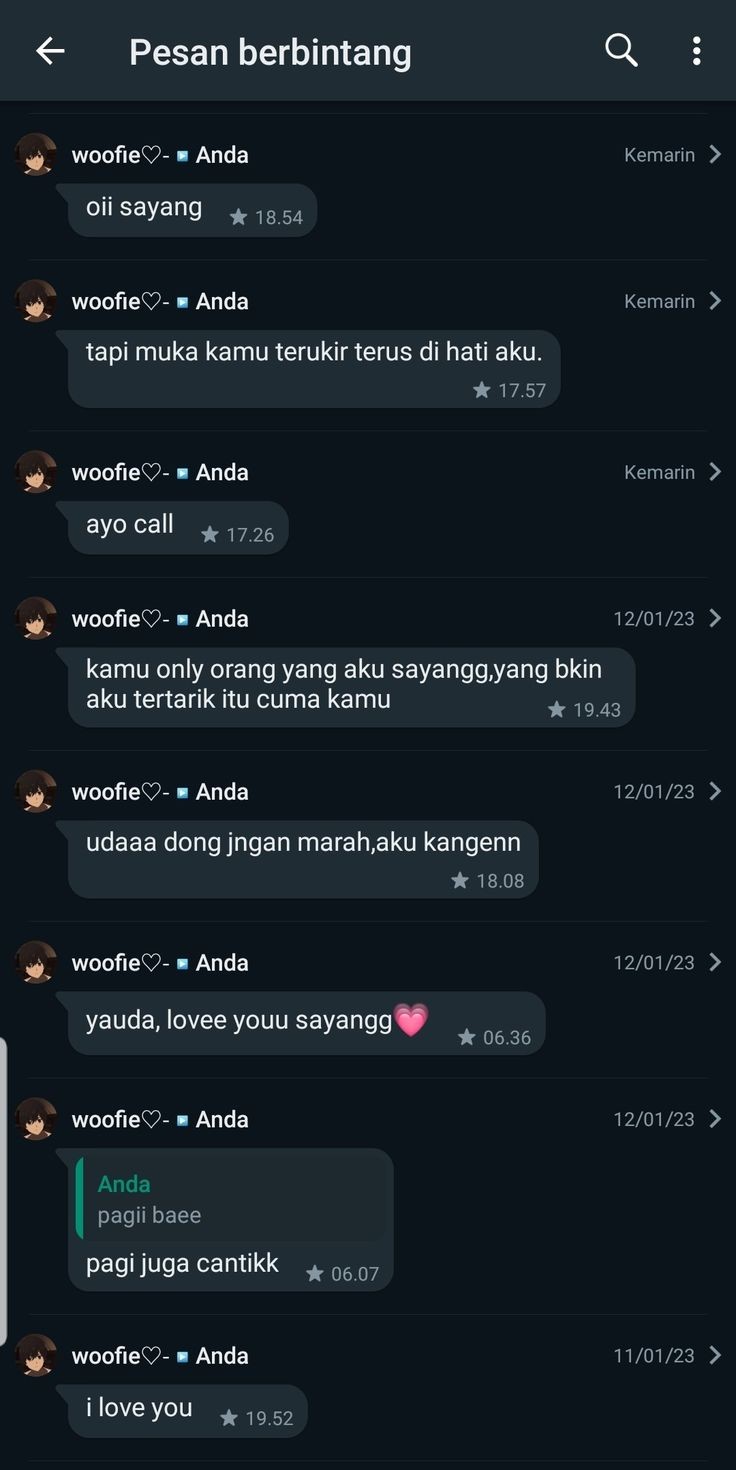 Pesan berbintang
woofie♡- ▶ Anda
Kemarin
oii sayang
★ 18.54
woofie♡- ▶ Anda
Kemarin
tapi muka kamu terukir terus di hati aku.
★ 17.57
woofie♡- ▶ Anda
Kemarin
ayo call
★ 17.26
woofie♡- ▶ Anda
12/01/23
kamu only orang yang aku sayangg,yang bkin
aku tertarik itu cuma kamu
★ 19.43
woofie♡- ▶ Anda
12/01/23
udaaa dong jngan marah,aku kangenn
★ 18.08
woofie♡- ▶ Anda
12/01/23
yauda, lovee youu sayangg💗
★ 06.36
woofie♡- ▶ Anda
12/01/23
Anda
pagii baee
pagi juga cantikk
★ 06.07
woofie♡- ▶ Anda
11/01/23
i love you
★ 19.52